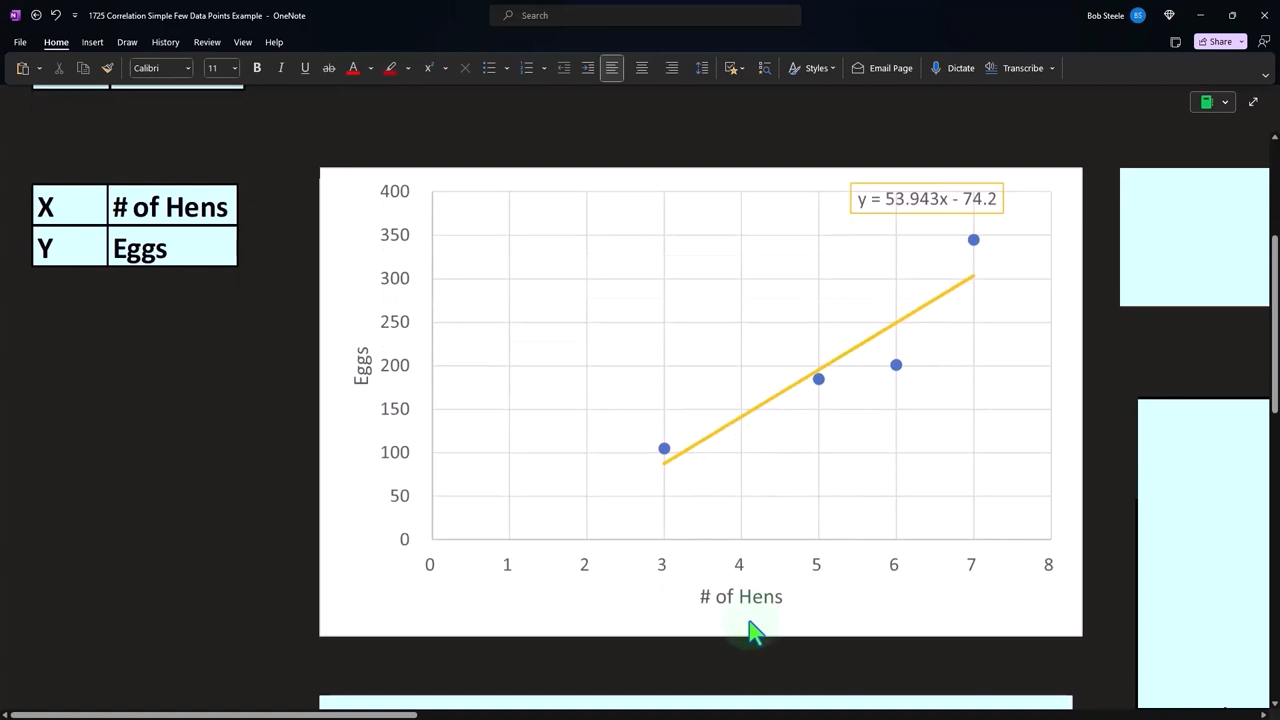 1725 Correlation Simple Few Data Points Example - OneNote
Search
Bob Steele BS
File Home Insert Draw History Review View Help
Share
Calibri 11 B I U ab A Email Page Styles Dictate Transcribe
X # of Hens
Y Eggs
y = 53.943x - 74.2
400
350
300
250
200
150
100
50
0
Eggs
0 1 2 3 4 5 6 7 8
# of Hens